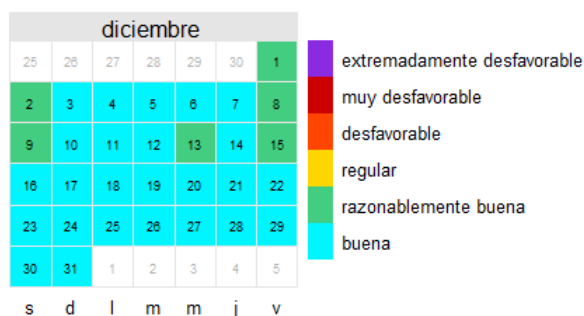 diciembre
25 26 27 28 29 30 1
2 3 4 5 6 7 8
9 10 11 12 13 14 15
16 17 18 19 20 21 22
23 24 25 26 27 28 29
30 31 1 2 3 4 5
s d l m m j v
extremadamente desfavorable
muy desfavorable
desfavorable
regular
razonablemente buena
buena